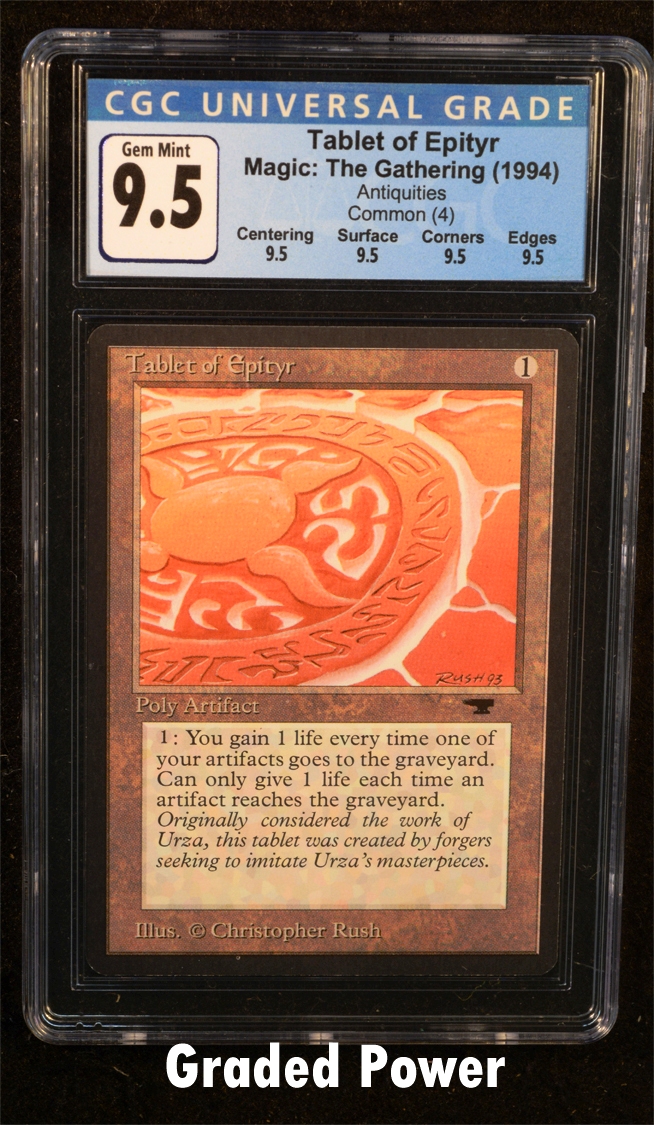 CGC UNIVERSAL GRADE
Gem Mint
9.5
Tablet of Epityr
Magic: The Gathering (1994)
Antiquities
Common (4)
Centering Surface Corners Edges
9.5 9.5 9.5 9.5
Tablet of Epityr 1
RUSH 93
Poly Artifact
1: You gain 1 life every time one of
your artifacts goes to the graveyard.
Can only give 1 life each time an
artifact reaches the graveyard.
Originally considered the work of
Urza, this tablet was created by forgers
seeking to imitate Urza's masterpieces.
Illus. © Christopher Rush
Graded Power